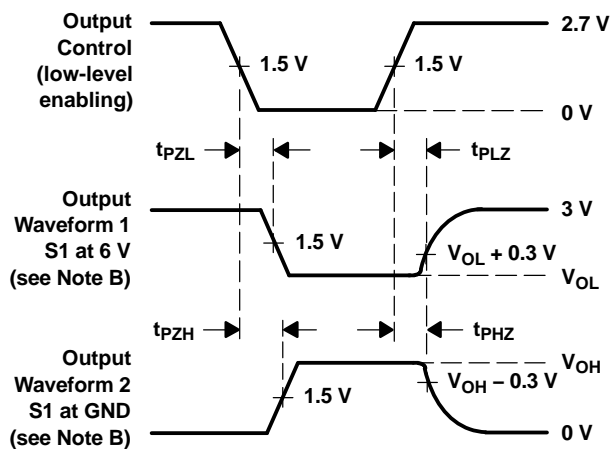 Output
Control
(low-level
enabling)
1.5 V
1.5 V
2.7 V
0 V
tPZL
tPLZ
Output
Waveform 1
S1 at 6 V
(see Note B)
1.5 V
3 V
VOL + 0.3 V
VOL
tPZH
tPHZ
Output
Waveform 2
S1 at GND
(see Note B)
1.5 V
VOH
VOH − 0.3 V
0 V